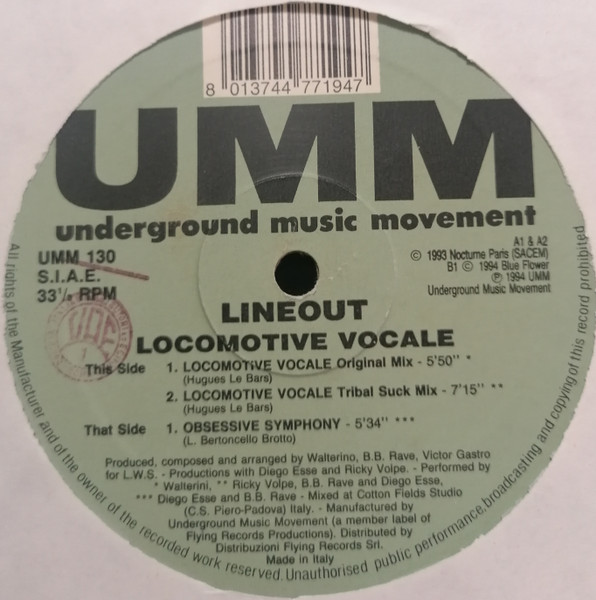 8 013744 771947
UMM
underground music movement
UMM 130
S.I.A.E.
33⅓ RPM
A1 & A2
© 1993 Nocturne Paris (SACEM)
B1 © 1994 Blue Flower
℗ 1994 UMM
Underground Music Movement
LINEOUT
LOCOMOTIVE VOCALE
This Side 1. LOCOMOTIVE VOCALE Original Mix - 5'50'' *
(Hugues Le Bars)
2. LOCOMOTIVE VOCALE Tribal Suck Mix - 7'15'' **
(Hugues Le Bars)
That Side 1. OBSESSIVE SYMPHONY - 5'34'' ***
(L. Bertoncello Brotto)
Produced, composed and arranged by Walterino, B.B. Rave, Victor Gastro
for L.W.S. - Productions with Diego Esse and Ricky Volpe. - Performed by
* Walterini, ** Ricky Volpe, B.B. Rave and Diego Esse,
*** Diego Esse and B.B. Rave - Mixed at Cotton Fields Studio
(C.S. Piero-Padova) Italy. - Manufactured by
Underground Music Movement (a member label of
Flying Records Productions). Distributed by
Distribuzioni Flying Records Srl.
Made in Italy
All rights of the Manufacturer and of the owner of the recorded work reserved. Unauthorised public performance, broadcasting and copying of this record prohibited